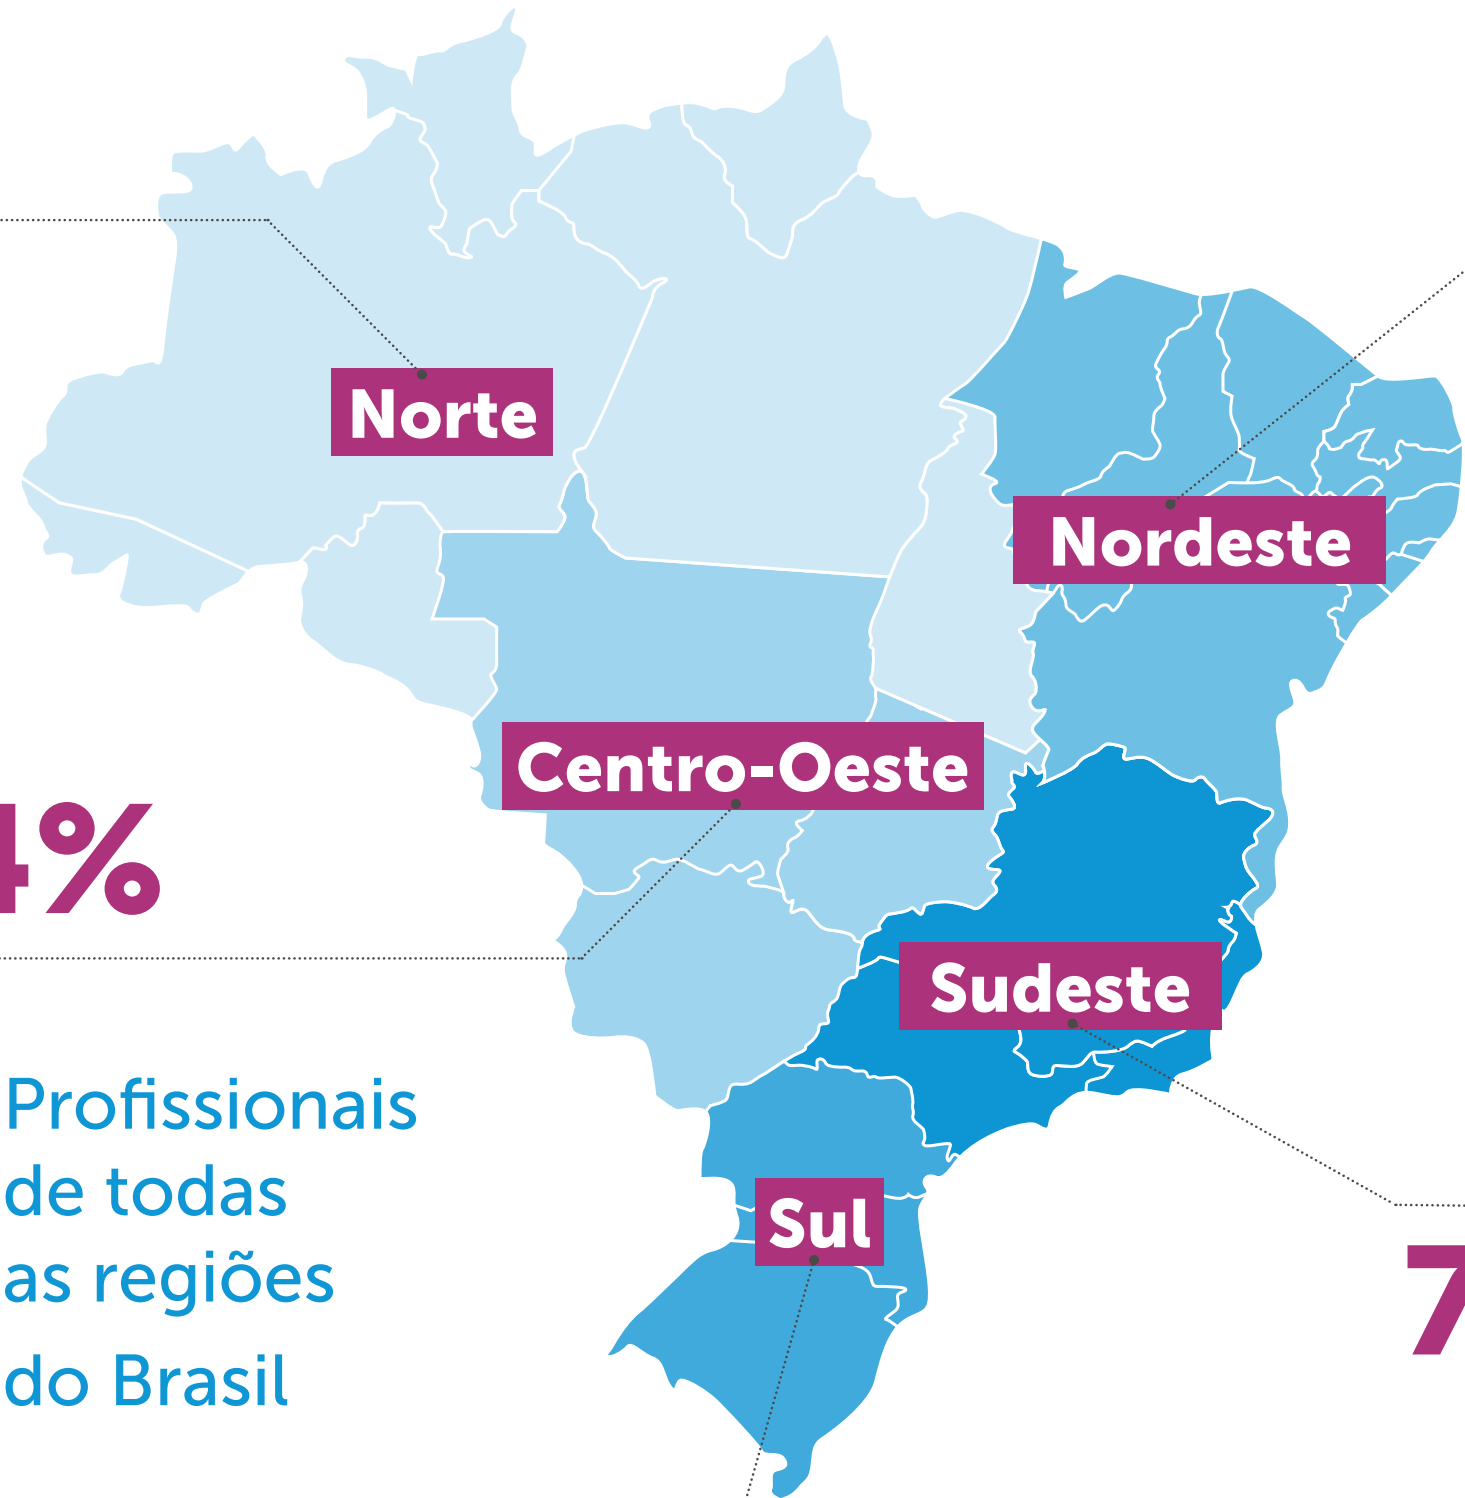 Norte
Nordeste
Centro-Oeste
4%
Sudeste
Profissionais
de todas
as regiões
do Brasil
Sul
7